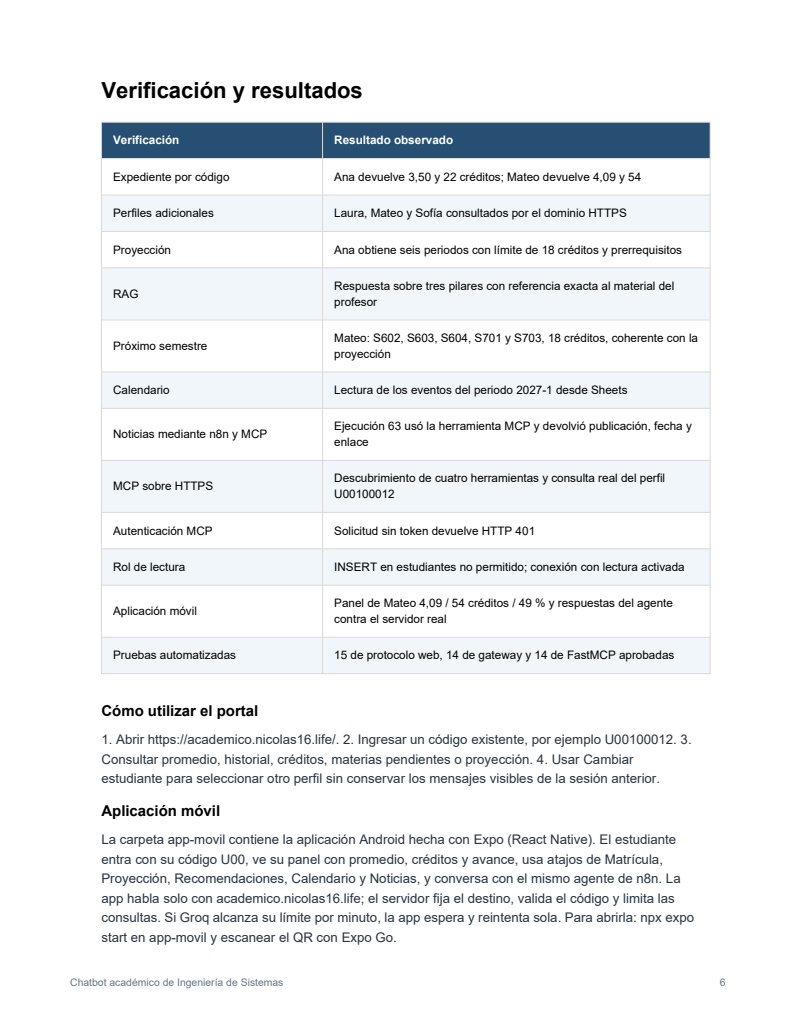 Verificación y resultados
Verificación Resultado observado
Expediente por código Ana devuelve 3,50 y 22 créditos; Mateo devuelve 4,09 y 54
Perfiles adicionales Laura, Mateo y Sofía consultados por el dominio HTTPS
Proyección Ana obtiene seis periodos con límite de 18 créditos y prerrequisitos
RAG Respuesta sobre tres pilares con referencia exacta al material del
profesor
Próximo semestre Mateo: S602, S603, S604, S701 y S703, 18 créditos, coherente con la
proyección
Calendario Lectura de los eventos del periodo 2027-1 desde Sheets
Noticias mediante n8n y MCP Ejecución 63 usó la herramienta MCP y devolvió publicación, fecha y
enlace
MCP sobre HTTPS Descubrimiento de cuatro herramientas y consulta real del perfil
U00100012
Autenticación MCP Solicitud sin token devuelve HTTP 401
Rol de lectura INSERT en estudiantes no permitido; conexión con lectura activada
Aplicación móvil Panel de Mateo 4,09 / 54 créditos / 49 % y respuestas del agente
contra el servidor real
Pruebas automatizadas 15 de protocolo web, 14 de gateway y 14 de FastMCP aprobadas
Cómo utilizar el portal
1. Abrir https://academico.nicolas16.life/. 2. Ingresar un código existente, por ejemplo U00100012. 3.
Consultar promedio, historial, créditos, materias pendientes o proyección. 4. Usar Cambiar
estudiante para seleccionar otro perfil sin conservar los mensajes visibles de la sesión anterior.
Aplicación móvil
La carpeta app-movil contiene la aplicación Android hecha con Expo (React Native). El estudiante
entra con su código U00, ve su panel con promedio, créditos y avance, usa atajos de Matrícula,
Proyección, Recomendaciones, Calendario y Noticias, y conversa con el mismo agente de n8n. La
app habla solo con academico.nicolas16.life; el servidor fija el destino, valida el código y limita las
consultas. Si Groq alcanza su límite por minuto, la app espera y reintenta sola. Para abrirla: npx expo
start en app-movil y escanear el QR con Expo Go.
Chatbot académico de Ingeniería de Sistemas 6